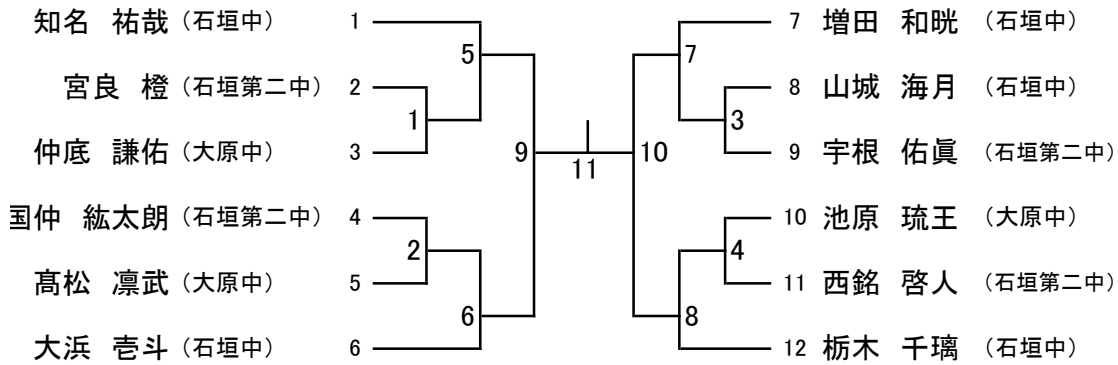 知名 祐哉（石垣中） 1
宮良 橙（石垣第二中） 2
仲底 謙佑（大原中） 3
国仲 紘太朗（石垣第二中） 4
髙松 凛武（大原中） 5
大浜 壱斗（石垣中） 6
5
1
2
6
9
11
10
7
3
4
8
7 増田 和晄 （石垣中）
8 山城 海月 （石垣中）
9 宇根 佑眞 （石垣第二中）
10 池原 琉王 （大原中）
11 西銘 啓人 （石垣第二中）
12 栃木 千璃 （石垣中）